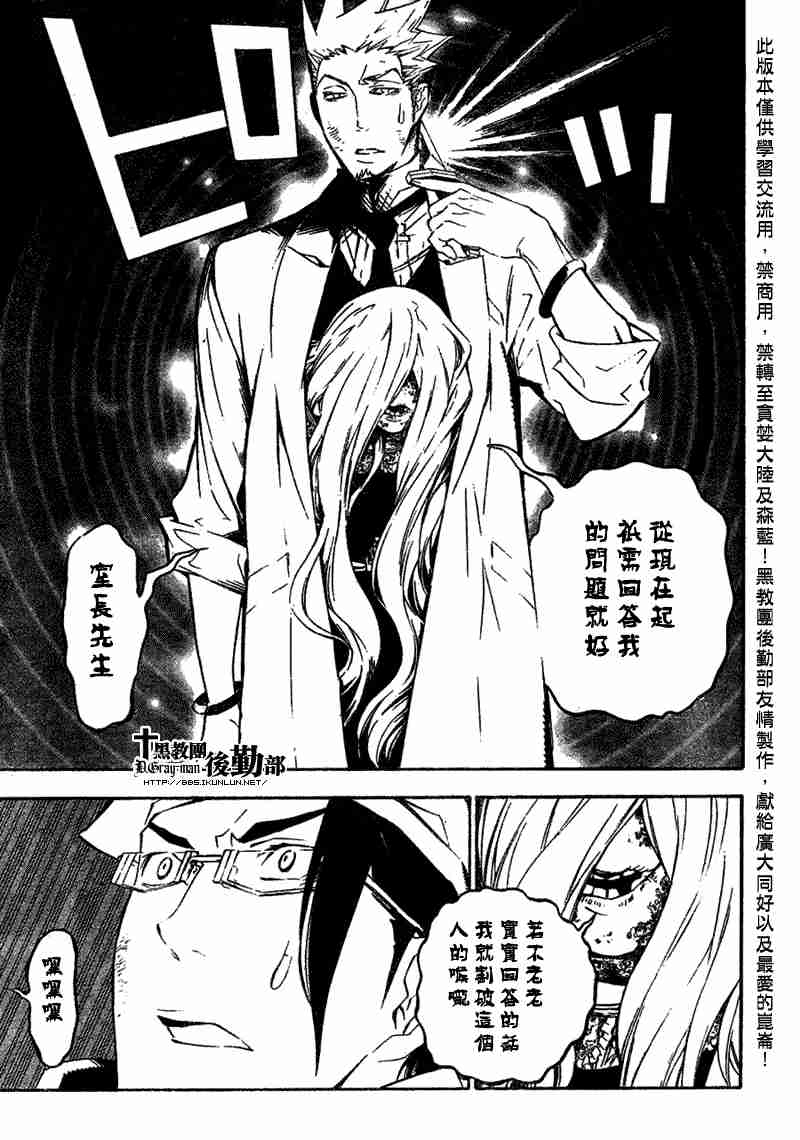 ピロッ
從現在起
祇需回答我
的問題就好
室長先生
黑教團
D.Gray-man-後勤部
HTTP://BBS.IKUNLUN.NET/
若不老老
實實回答的話
我就割破這個
人的喉嚨
嘿嘿嘿
此版本僅供學習交流用，禁商用，禁轉至貪婪大陸及森藍！黑教團後勤部友情製作，獻給廣大同好以及最愛的崑崙！